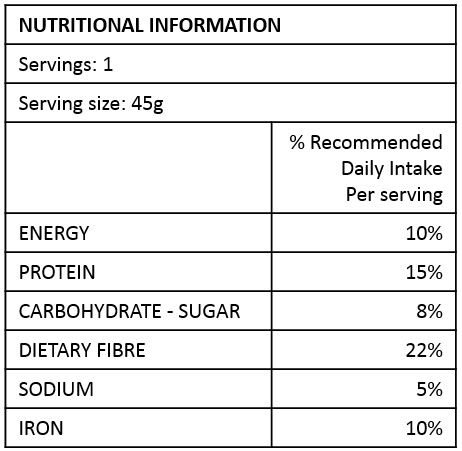 NUTRITIONAL INFORMATION
Servings: 1
Serving size: 45g
% Recommended
Daily Intake
Per serving
ENERGY 10%
PROTEIN 15%
CARBOHYDRATE - SUGAR 8%
DIETARY FIBRE 22%
SODIUM 5%
IRON 10%